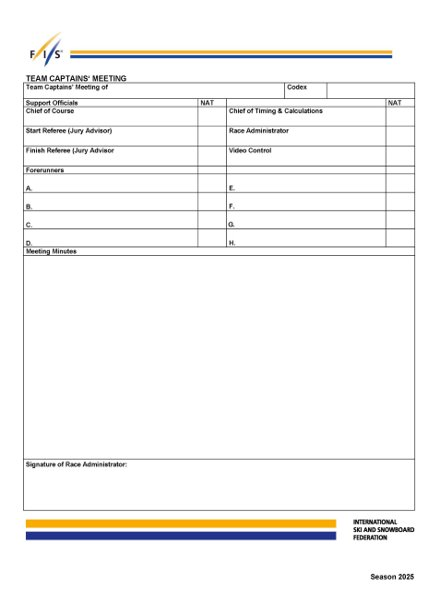 F I S
TEAM CAPTAINS' MEETING
Team Captains' Meeting of Codex
Support Officials NAT NAT
Chief of Course Chief of Timing & Calculations
Start Referee (Jury Advisor) Race Administrator
Finish Referee (Jury Advisor Video Control
Forerunners
A. E.
B. F.
C. G.
D. H.
Meeting Minutes
Signature of Race Administrator:
INTERNATIONAL
SKI AND SNOWBOARD
FEDERATION
Season 2025